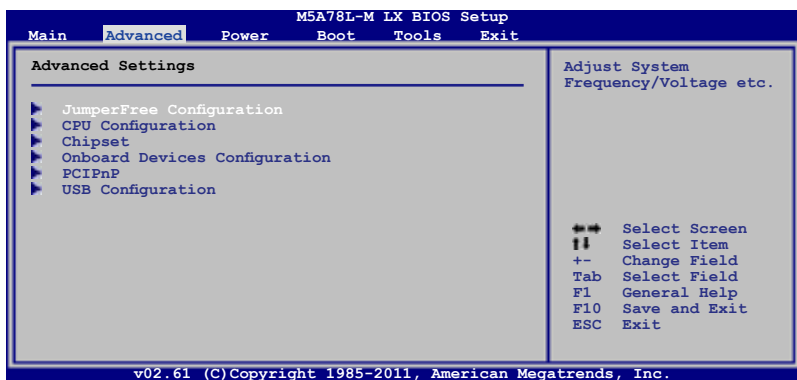 M5A78L-M LX BIOS Setup
Main Advanced Power Boot Tools Exit
Advanced Settings
JumperFree Configuration
CPU Configuration
Chipset
Onboard Devices Configuration
PCIPnP
USB Configuration
Adjust System
Frequency/Voltage etc.
Select Screen
Select Item
+- Change Field
Tab Select Field
F1 General Help
F10 Save and Exit
ESC Exit
v02.61 (C)Copyright 1985-2011, American Megatrends, Inc.